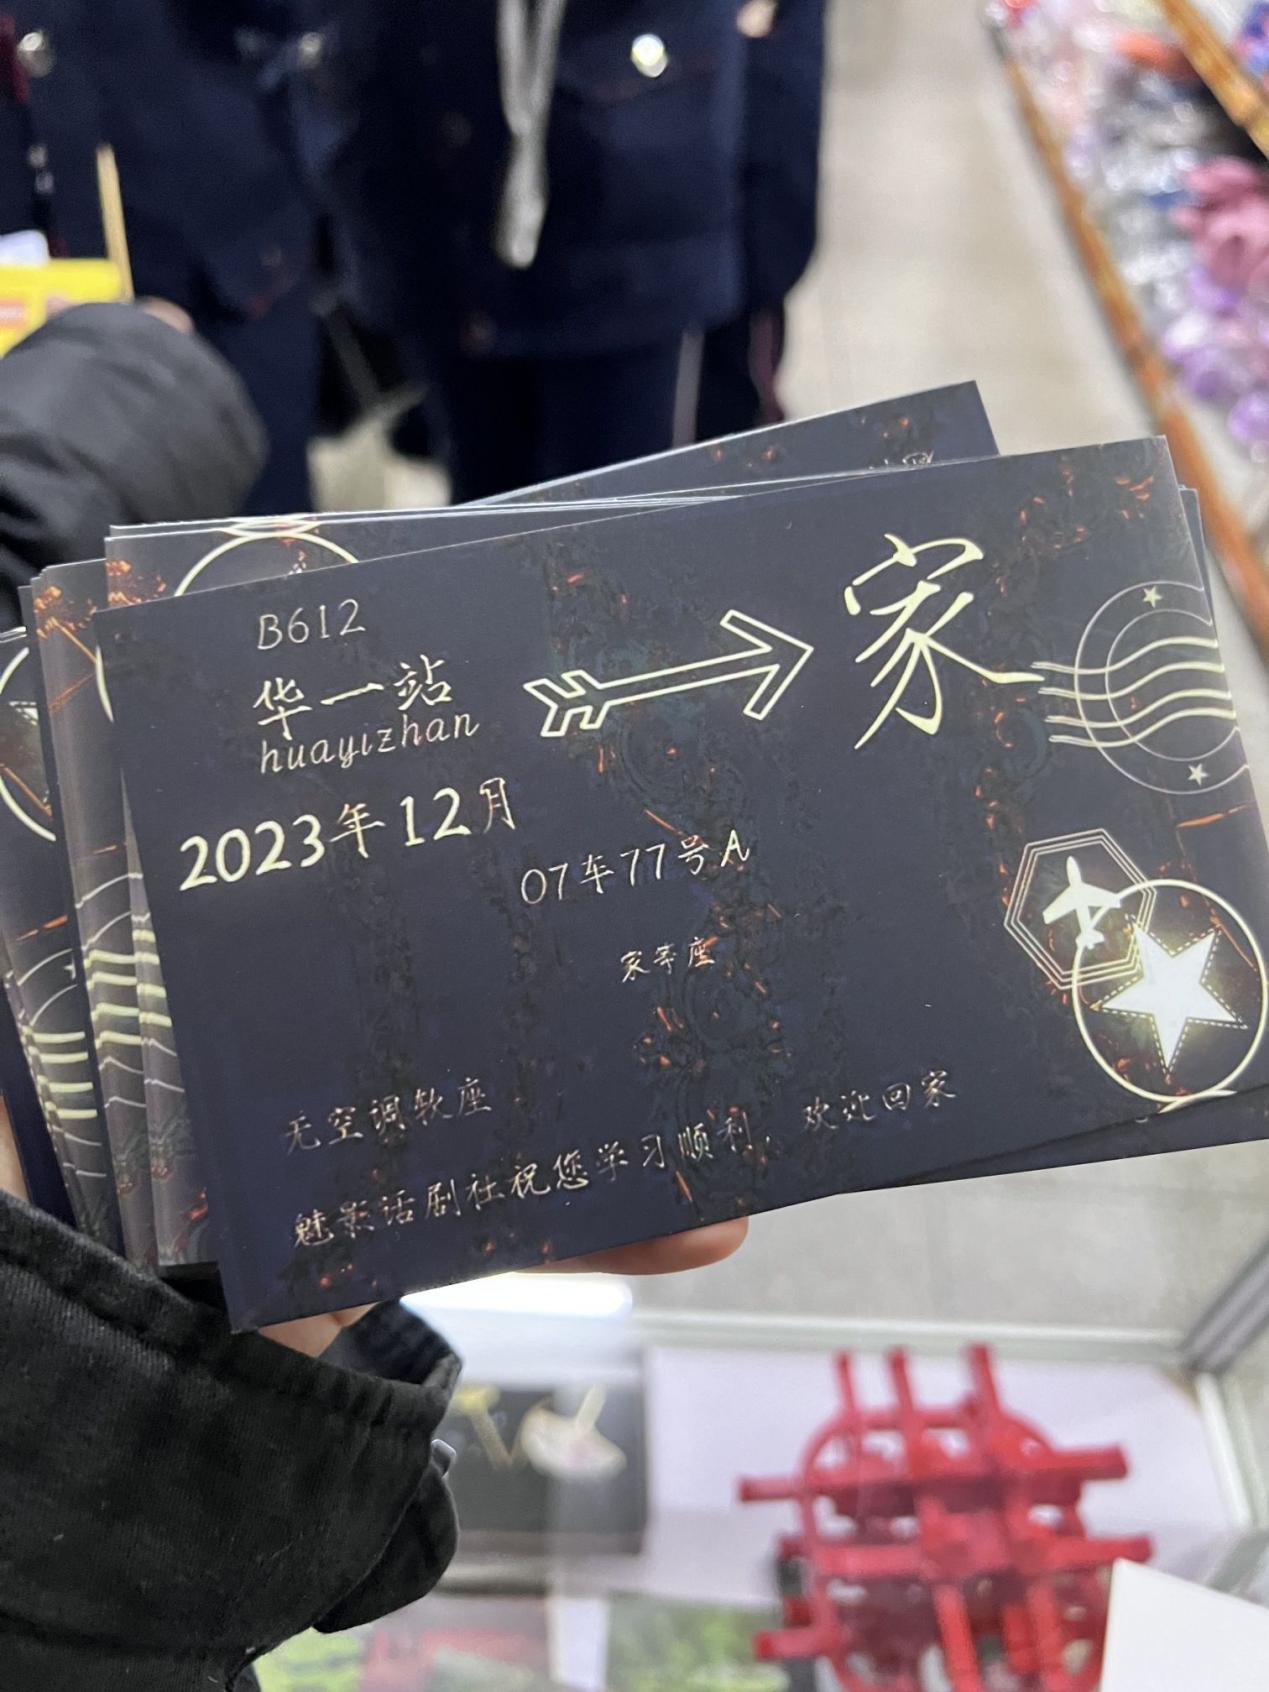 B612
华一站
huayizhan
家
2023年12月
07车77号A
家等座
无空调软座
魅影话剧社祝您学习顺利，欢迎回家